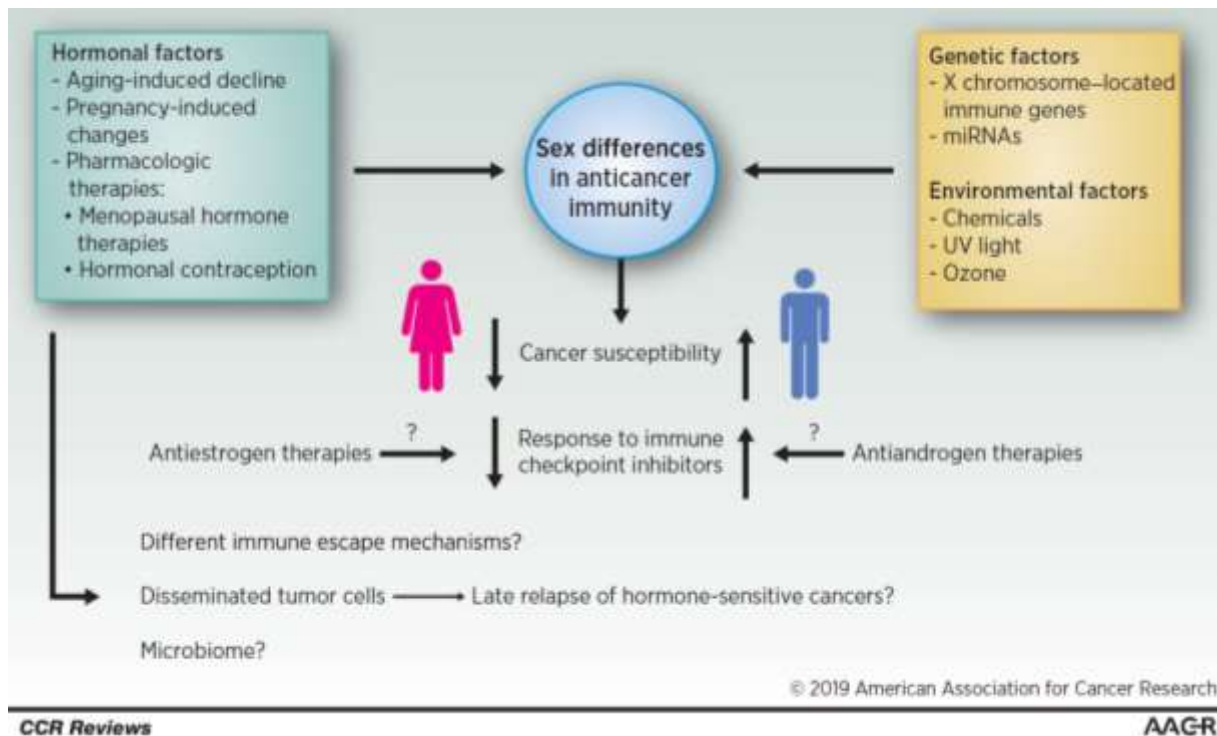 Hormonal factors
- Aging-induced decline
- Pregnancy-induced
changes
- Pharmacologic
therapies:
• Menopausal hormone
therapies
• Hormonal contraception
Sex differences
in anticancer
immunity
Genetic factors
- X chromosome–located
immune genes
- miRNAs
Environmental factors
- Chemicals
- UV light
- Ozone
Cancer susceptibility
Antiestrogen therapies
?
Response to immune
checkpoint inhibitors
?
Antiandrogen therapies
Different immune escape mechanisms?
Disseminated tumor cells
Late relapse of hormone-sensitive cancers?
Microbiome?
© 2019 American Association for Cancer Research
CCR Reviews
AACR